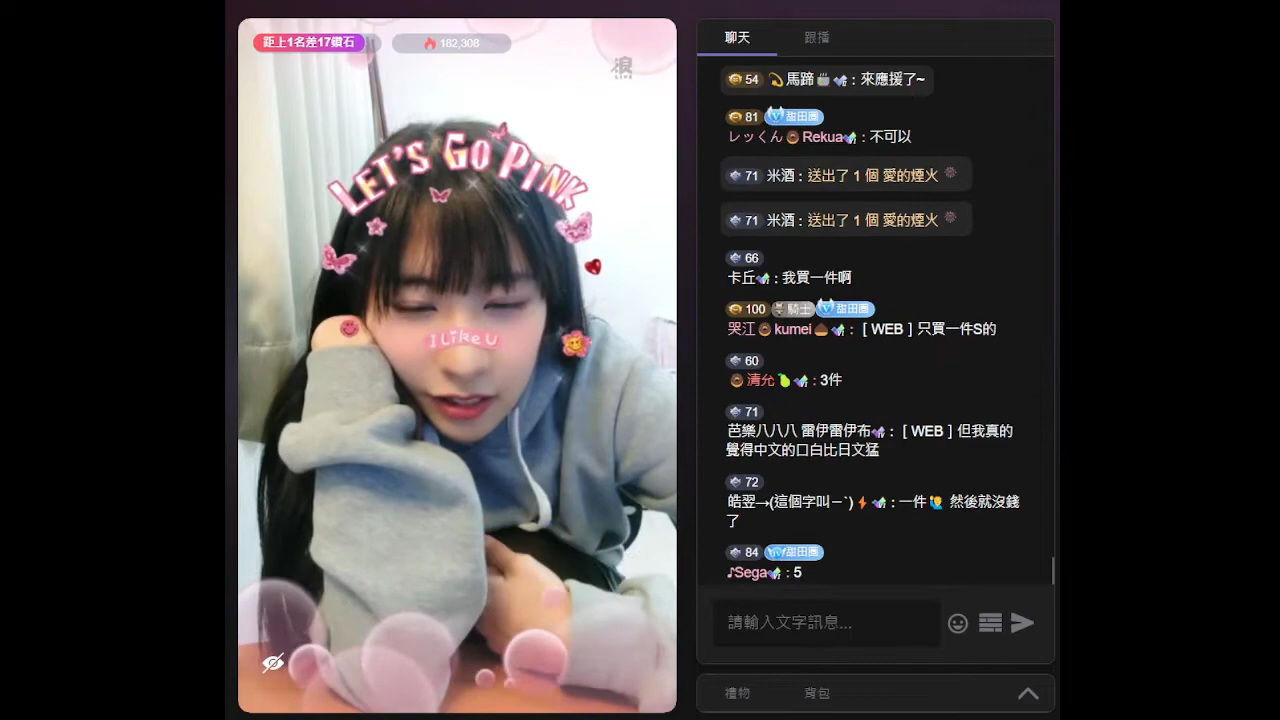 距上1名差17鑽石
182,308
浪
LIVE
LET'S GO PINK
I Like U
聊天
跟播
54 馬蹄 : 來應援了~
81 甜田圈
レッくん Rekua : 不可以
71 米酒 : 送出了 1 個 愛的煙火
71 米酒 : 送出了 1 個 愛的煙火
66
卡丘 : 我買一件啊
100 騎士 甜田圈
哭江 kumei : [ WEB ] 只買一件S的
60
清允 : 3件
71
芭樂八八八 雷伊雷伊布 : [ WEB ] 但我真的
覺得中文的口白比日文猛
72
皓翌→(這個字叫ㄧˋ) : 一件 然後就沒錢
了
84 甜田圈
♪Sega : 5
請輸入文字訊息...
禮物
背包